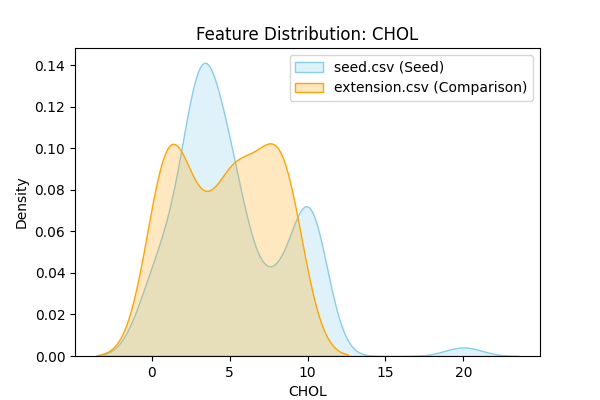 Feature Distribution: CHOL
seed.csv (Seed)
extension.csv (Comparison)
Density
0.14
0.12
0.10
0.08
0.06
0.04
0.02
0.00
0 5 10 15 20
CHOL